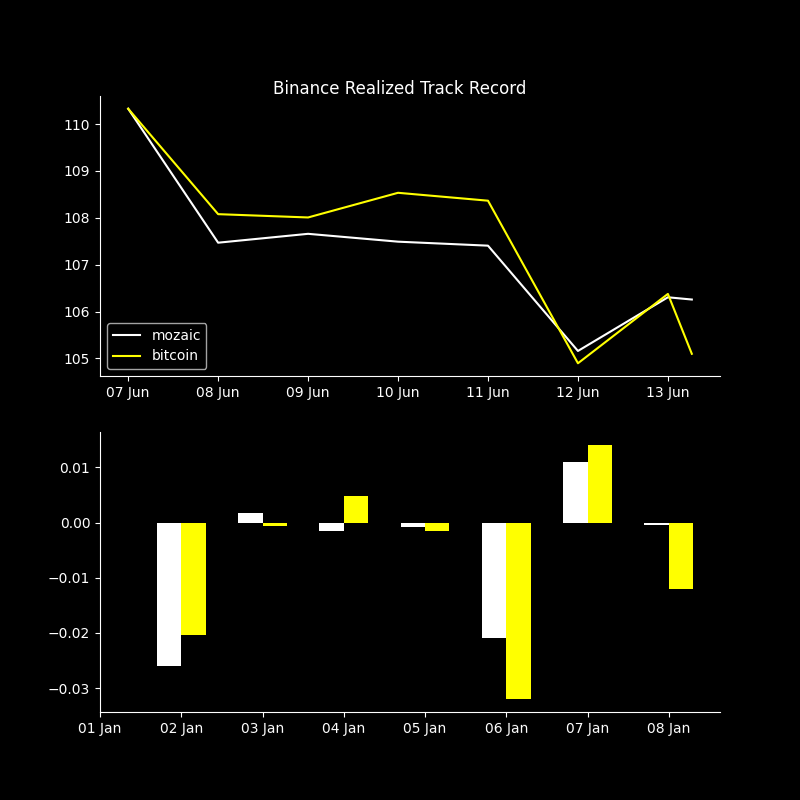 Binance Realized Track Record
110
109
108
107
106
105
mozaic
bitcoin
07 Jun 08 Jun 09 Jun 10 Jun 11 Jun 12 Jun 13 Jun
0.01
0.00
−0.01
−0.02
−0.03
01 Jan 02 Jan 03 Jan 04 Jan 05 Jan 06 Jan 07 Jan 08 Jan